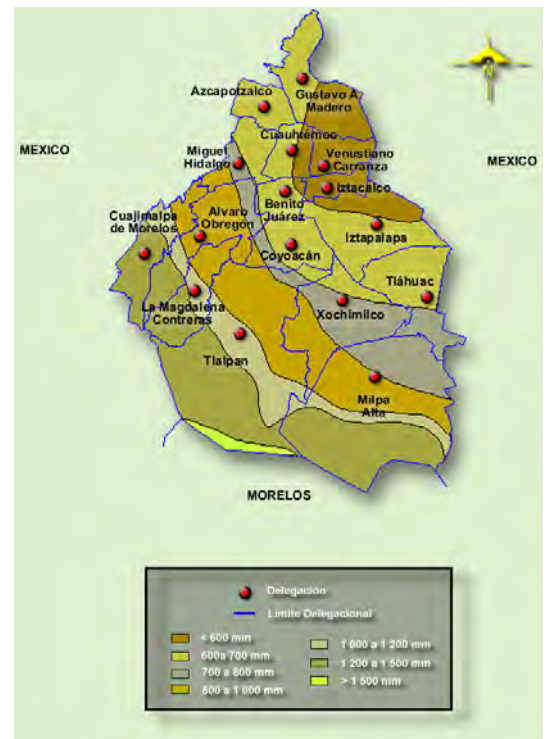 Azcapotzalco
Gustavo A.
Madero
Cuauhtémoc
MEXICO
Miguel
Hidalgo
Venustiano
Carranza
MEXICO
Iztacalco
Benito
Juárez
Cuajimalpa
de Morelos
Alvaro
Obregón
Iztapalapa
Coyoacán
Tláhuac
La Magdalena
Contreras
Xochimilco
Tlalpan
Milpa
Alta
MORELOS
Delegación
Límite Delegacional
< 600 mm
600a 700 mm
700 a 800 mm
800 a 1 000 mm
1 000 a 1 200 mm
1 200 a 1 500 mm
> 1 500 mm